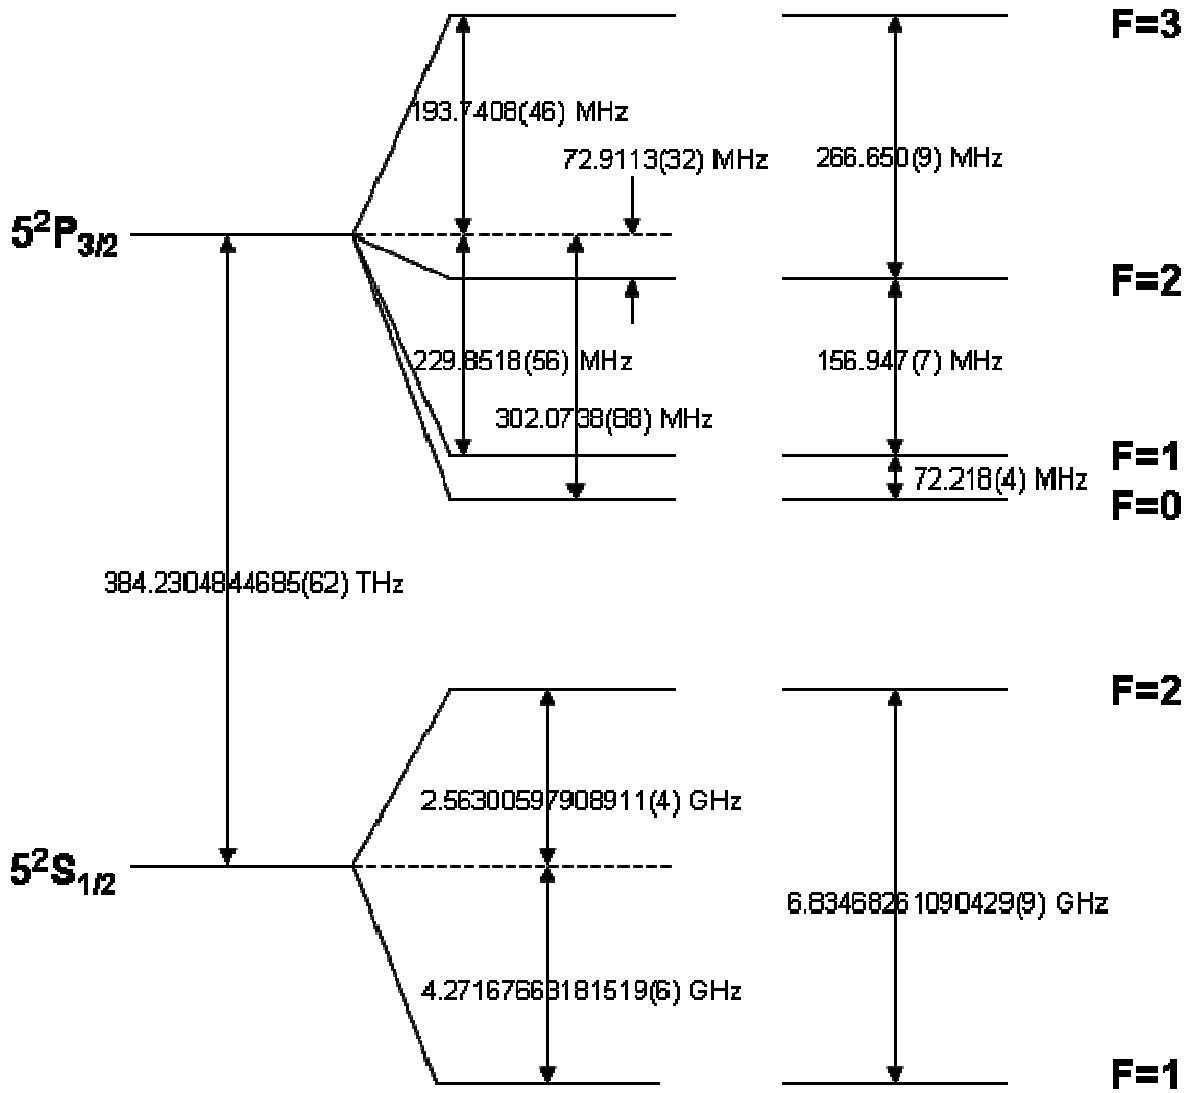 F=3
193.7408(46) MHz
72.9113(32) MHz
266.650(9) MHz
5²P₃/₂
F=2
229.8518(56) MHz
156.947(7) MHz
302.0738(88) MHz
F=1
72.218(4) MHz
F=0
384.2304844685(62) THz
F=2
2.56300597908911(4) GHz
5²S₁/₂
6.83468261090429(9) GHz
4.27167663181519(6) GHz
F=1